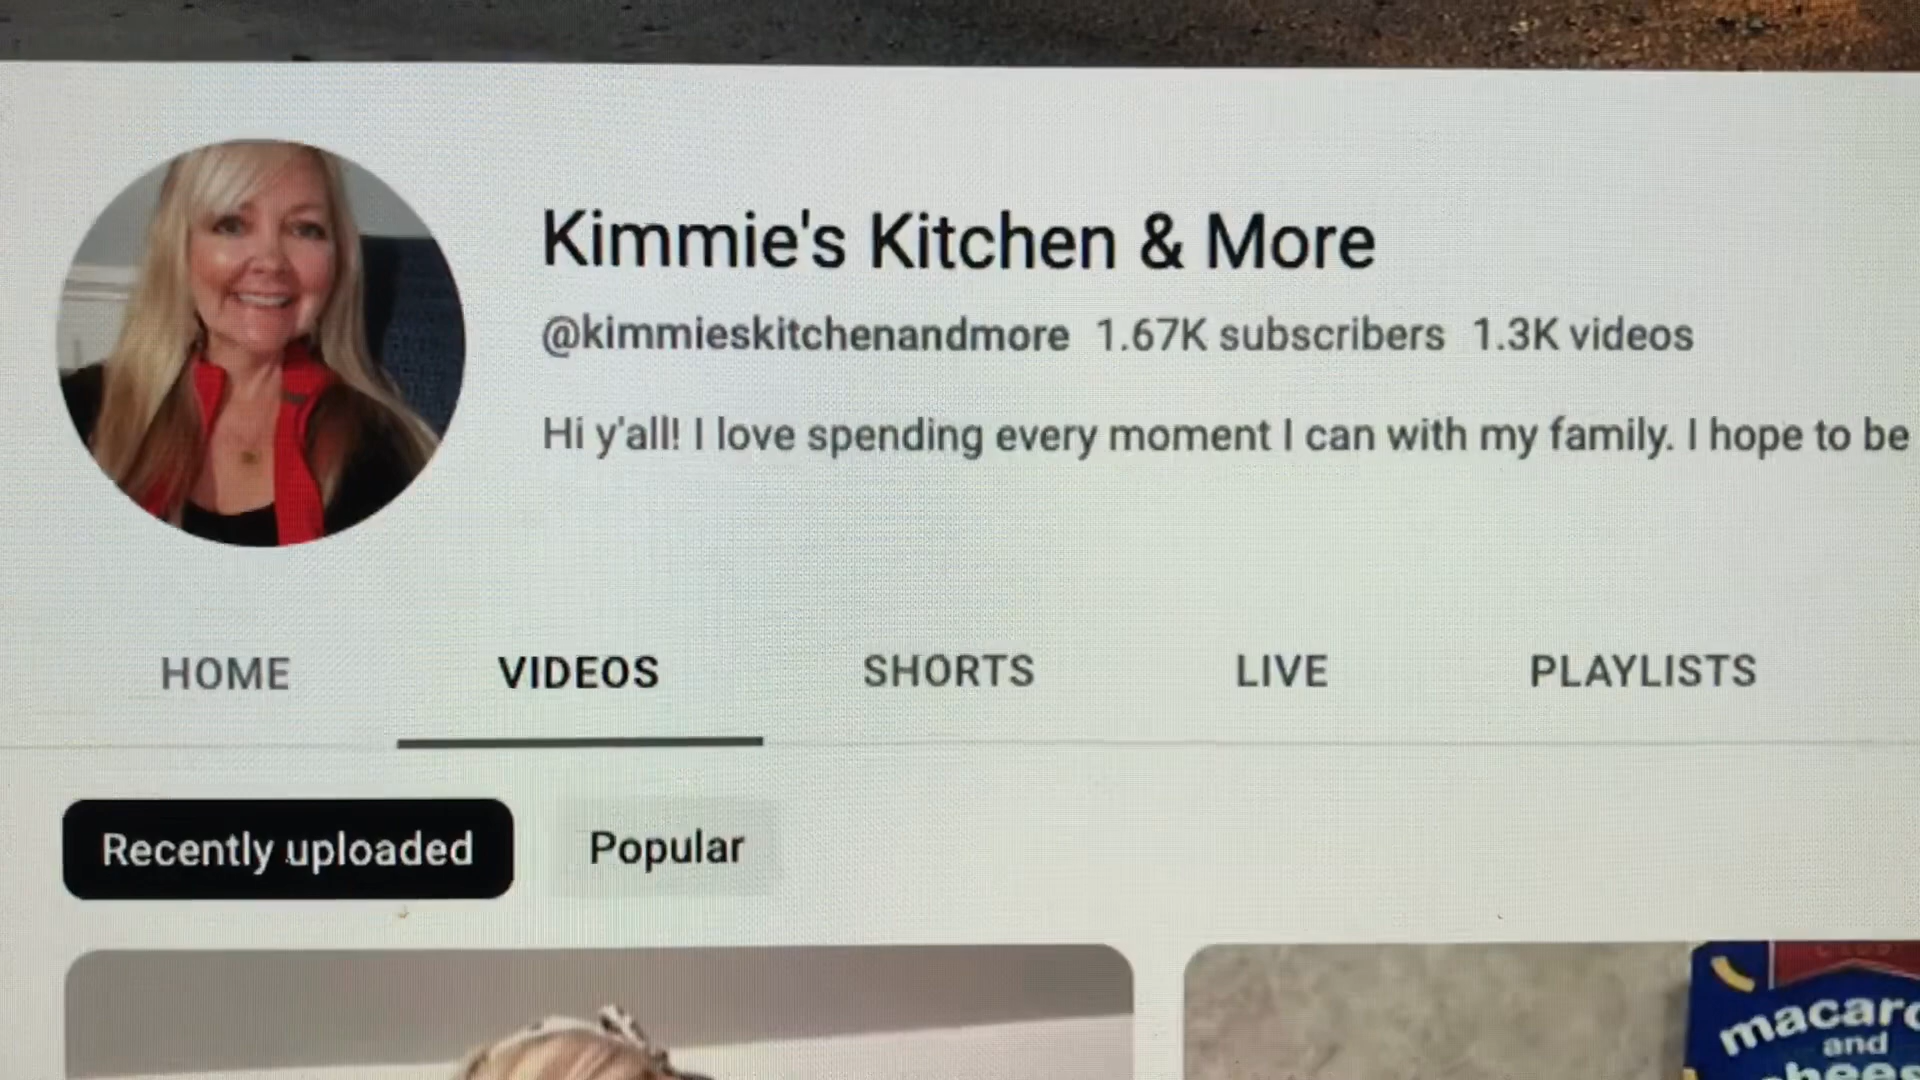 Kimmie's Kitchen & More
@kimmieskitchenandmore 1.67K subscribers 1.3K videos
Hi y'all! I love spending every moment I can with my family. I hope to be
HOME VIDEOS SHORTS LIVE PLAYLISTS
Recently uploaded Popular
macaro
and